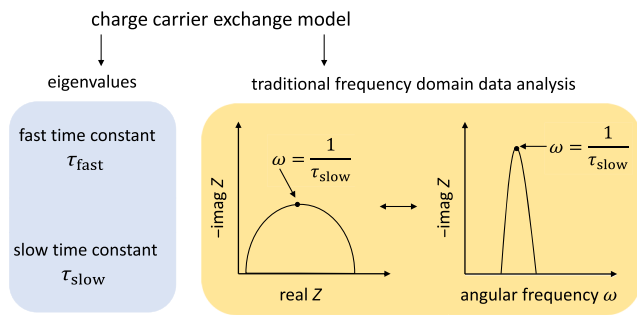 charge carrier exchange model
eigenvalues
traditional frequency domain data analysis
fast time constant
τfast
slow time constant
τslow
−imag Z
ω = 1/τslow
real Z
−imag Z
ω = 1/τslow
angular frequency ω